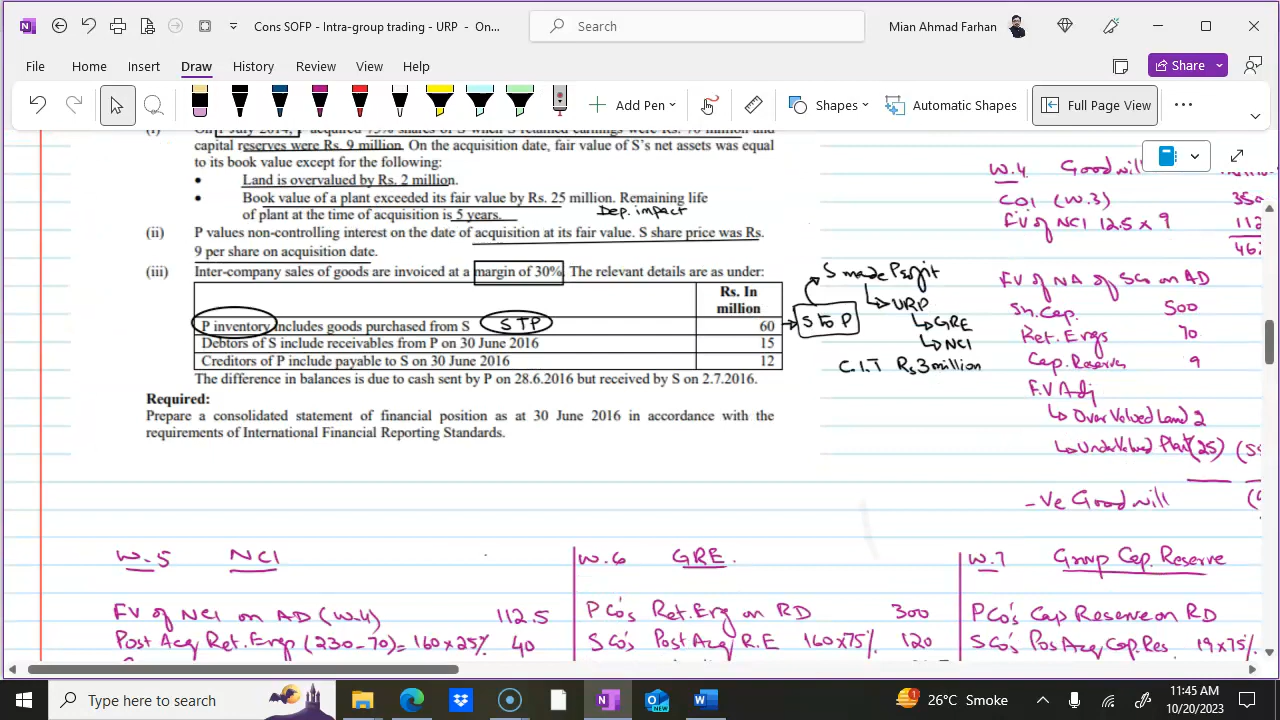 Cons SOFP - Intra-group trading - URP - On...
Search
Mian Ahmad Farhan
File Home Insert Draw History Review View Help
Share
Add Pen
Shapes
Automatic Shapes
Full Page View
capital reserves were Rs. 9 million. On the acquisition date, fair value of S's net assets was equal
to its book value except for the following:
• Land is overvalued by Rs. 2 million.
• Book value of a plant exceeded its fair value by Rs. 25 million. Remaining life
of plant at the time of acquisition is 5 years.
Dep. impact
(ii) P values non-controlling interest on the date of acquisition at its fair value. S share price was Rs.
9 per share on acquisition date.
(iii) Inter-company sales of goods are invoiced at a margin of 30%. The relevant details are as under:
Rs. In
million
P inventory includes goods purchased from S STP 60
Debtors of S include receivables from P on 30 June 2016 15
Creditors of P include payable to S on 30 June 2016 12
The difference in balances is due to cash sent by P on 28.6.2016 but received by S on 2.7.2016.
Required:
Prepare a consolidated statement of financial position as at 30 June 2016 in accordance with the
requirements of International Financial Reporting Standards.
S to P
S made Profit
URP
GRE
NCI
C.I.T Rs 3 million
W.4 Goodwill
COI (W.3) 350
FV of NCI 12.5 x 9 112
46
FV of NA of SCo on AD
Sh. Cap. 500
Ret. Ergs 70
Cap. Reserves 9
F.V Adj
OverValued Land 2
UnderValued Plant (25)
-Ve Goodwill
W.5 NCI
FV of NCI on AD (W.4) 112.5
Post Acq Ret. Ergs (230-70) = 160 x 25% 40
W.6 GRE.
P Co's Ret. Erg on RD 300
S Co's Post Acq R.E 160 x 75% 120
W.7 Group Cap. Reserve
P Co's Cap Reserve on RD
S Co's Pos Acq Cap. Res. 19 x 75%
Type here to search
26°C Smoke
11:45 AM
10/20/2023